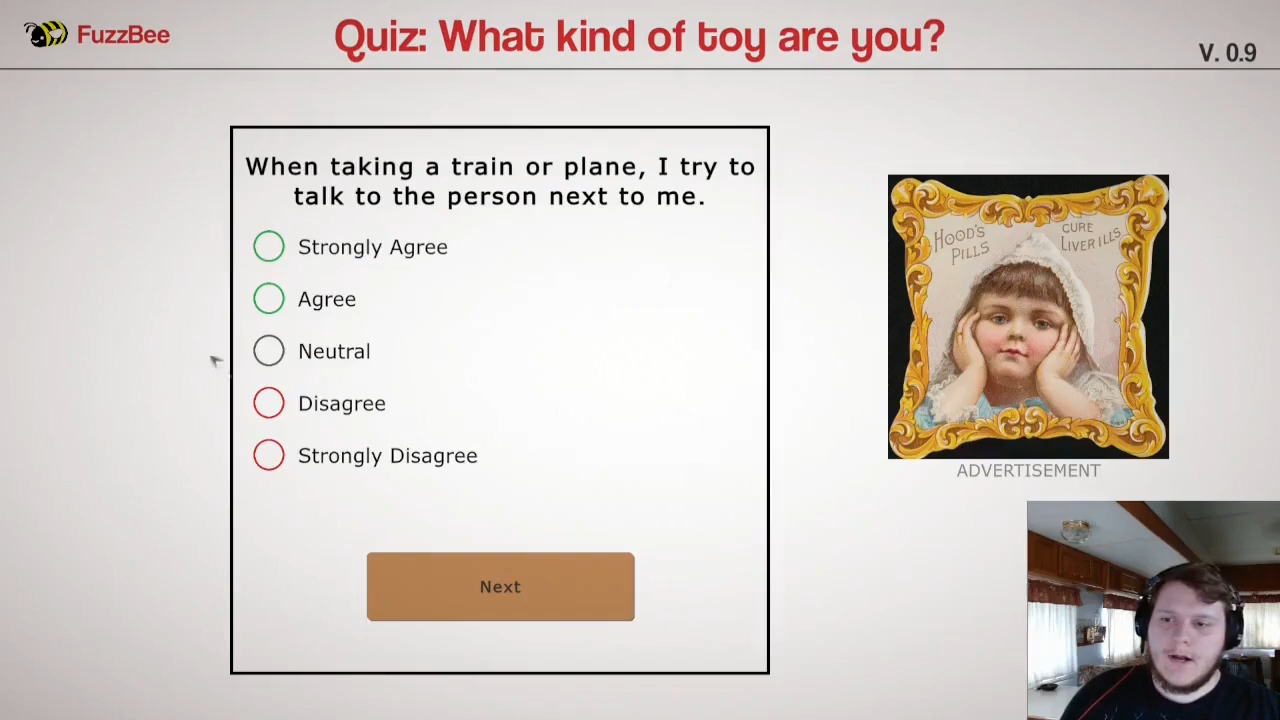 FuzzBee
Quiz: What kind of toy are you?
V. 0.9
When taking a train or plane, I try to
talk to the person next to me.
Strongly Agree
Agree
Neutral
Disagree
Strongly Disagree
Next
HOOD'S
PILLS
CURE
LIVER ILLS
ADVERTISEMENT